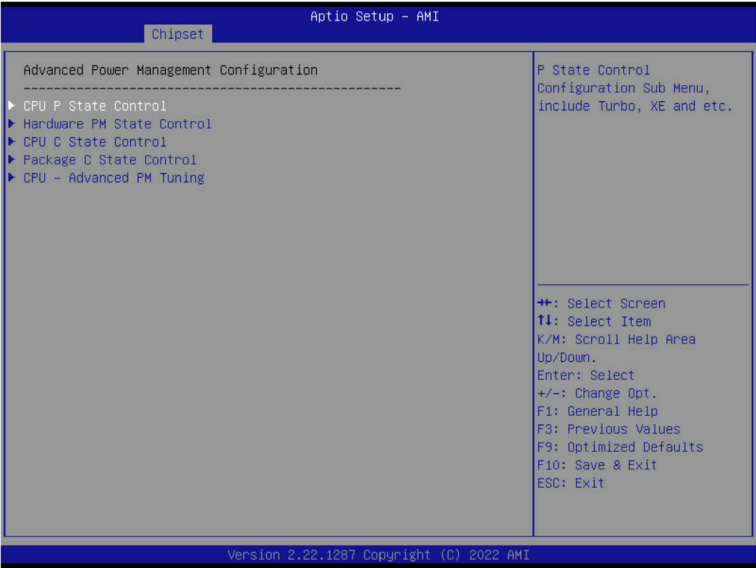 Aptio Setup – AMI
Chipset
Advanced Power Management Configuration
--------------------------------------------------
CPU P State Control
Hardware PM State Control
CPU C State Control
Package C State Control
CPU – Advanced PM Tuning
P State Control
Configuration Sub Menu,
include Turbo, XE and etc.
→←: Select Screen
↑↓: Select Item
K/M: Scroll Help Area
Up/Down.
Enter: Select
+/-: Change Opt.
F1: General Help
F3: Previous Values
F9: Optimized Defaults
F10: Save & Exit
ESC: Exit
Version 2.22.1287 Copyright (C) 2022 AMI